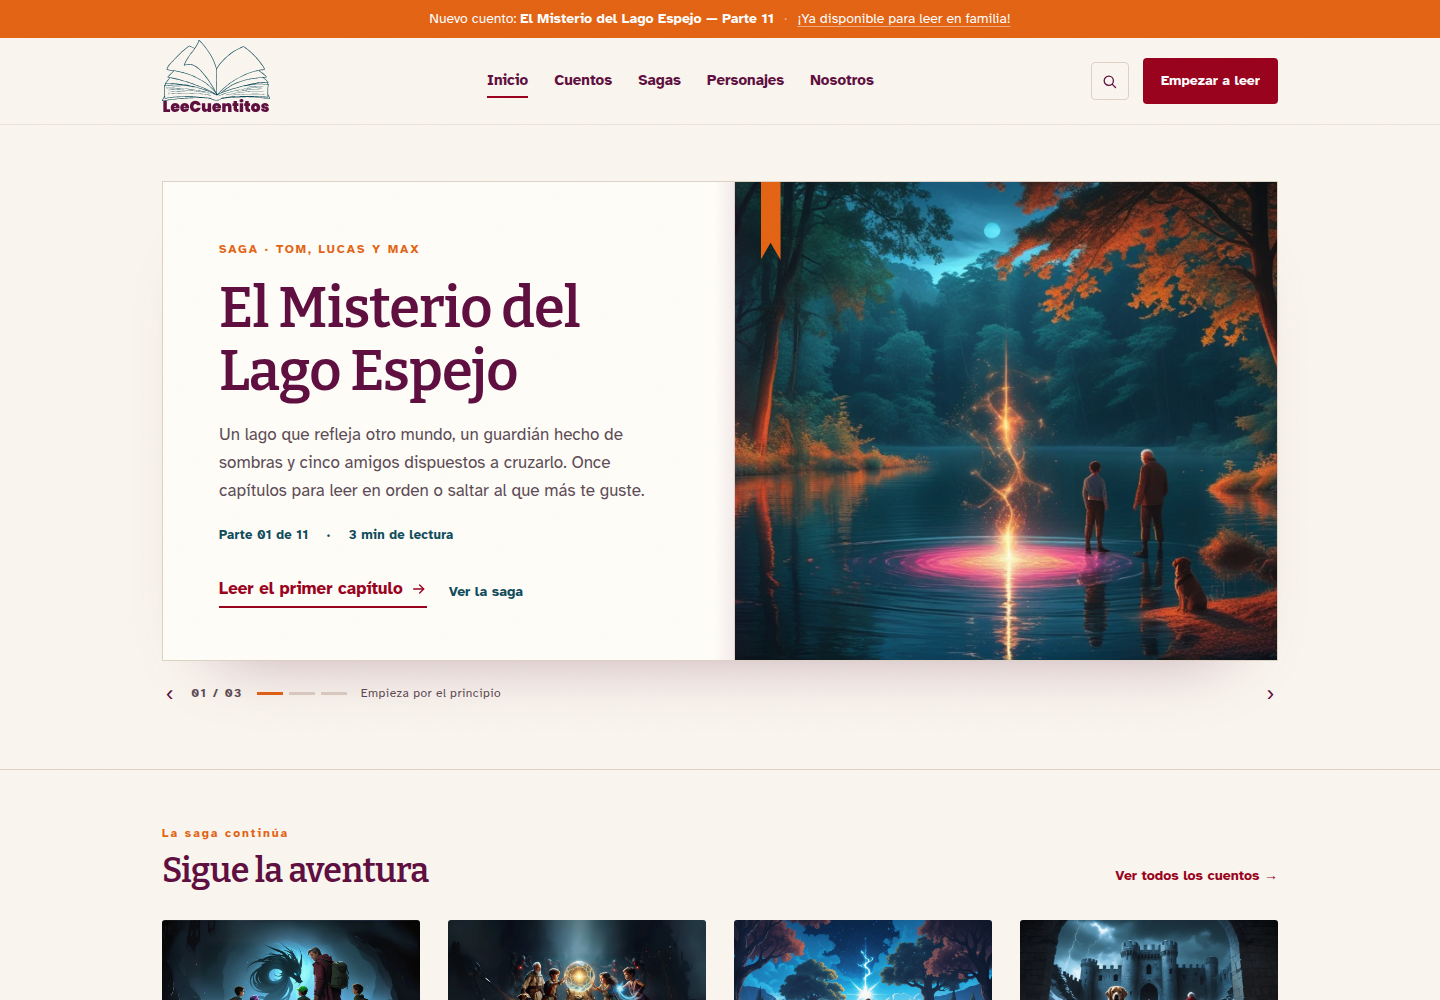 Nuevo cuento: El Misterio del Lago Espejo — Parte 11 · ¡Ya disponible para leer en familia!
LeeCuentitos
Inicio Cuentos Sagas Personajes Nosotros
Empezar a leer
SAGA · TOM, LUCAS Y MAX
El Misterio del
Lago Espejo
Un lago que refleja otro mundo, un guardián hecho de
sombras y cinco amigos dispuestos a cruzarlo. Once
capítulos para leer en orden o saltar al que más te guste.
Parte 01 de 11 · 3 min de lectura
Leer el primer capítulo →
Ver la saga
‹ 01 / 03 Empieza por el principio ›
La saga continúa
Sigue la aventura
Ver todos los cuentos →